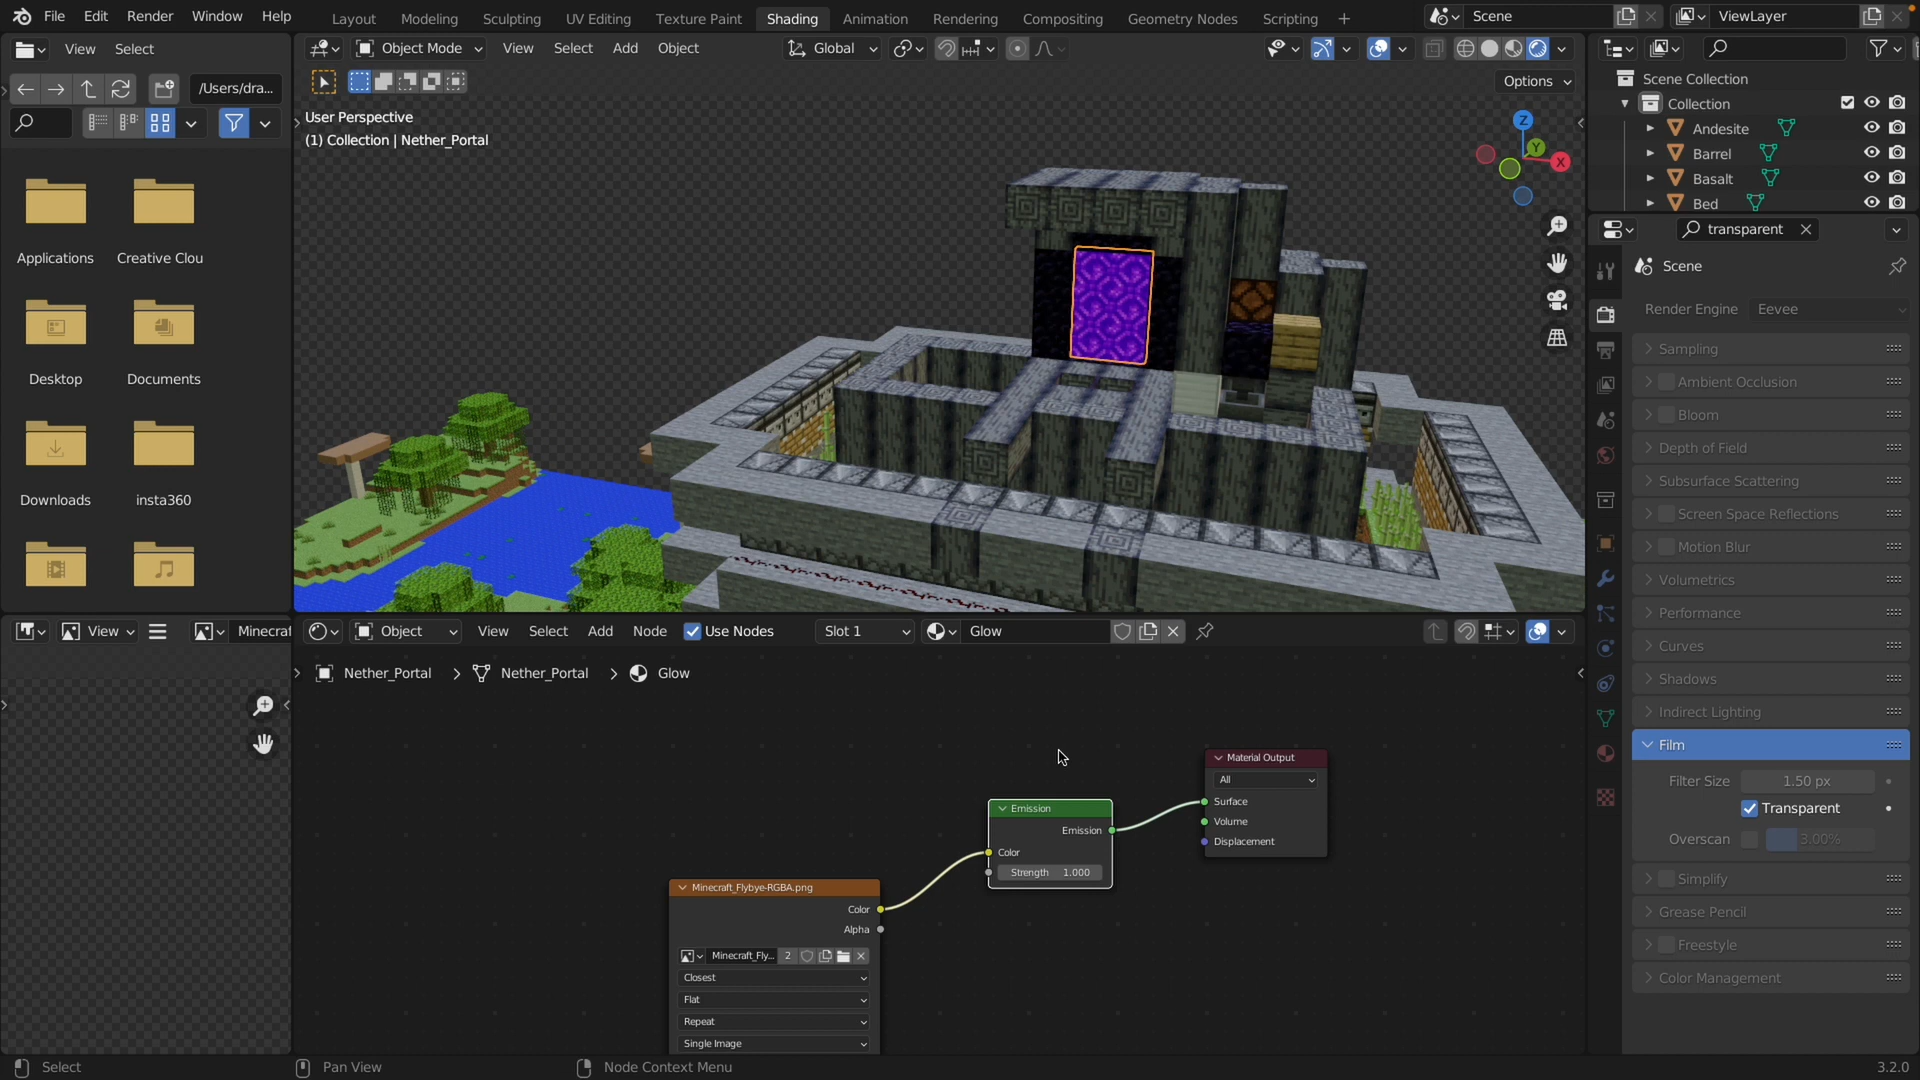 File Edit Render Window Help
Layout Modeling Sculpting UV Editing Texture Paint Shading Animation Rendering Compositing Geometry Nodes Scripting +
Scene
ViewLayer
View Select
Object Mode View Select Add Object
Global
/Users/dra...
Options
User Perspective
(1) Collection | Nether_Portal
Z
Y
X
Applications
Creative Clou
Desktop
Documents
Downloads
insta360
Scene Collection
Collection
Andesite
Barrel
Basalt
Bed
transparent
Scene
Render Engine Eevee
Sampling
Ambient Occlusion
Bloom
Depth of Field
Subsurface Scattering
Screen Space Reflections
Motion Blur
Volumetrics
Performance
Curves
Shadows
Indirect Lighting
Film
Filter Size 1.50 px
Transparent
Overscan 3.00%
Simplify
Grease Pencil
Freestyle
Color Management
View
Minecraf
Object View Select Add Node Use Nodes Slot 1 Glow
Nether_Portal > Nether_Portal > Glow
Material Output
All
Surface
Volume
Displacement
Emission
Emission
Color
Strength 1.000
Minecraft_Flybye-RGBA.png
Color
Alpha
Minecraft_Fly... 2
Closest
Flat
Repeat
Single Image
Select
Pan View
Node Context Menu
3.2.0